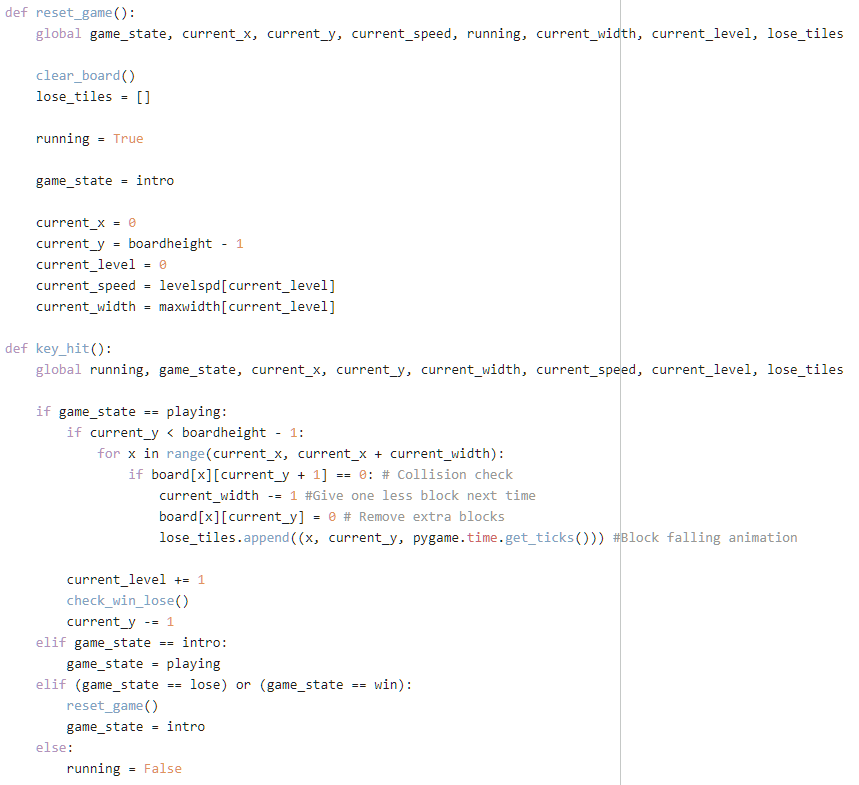 def reset_game():
    global game_state, current_x, current_y, current_speed, running, current_width, current_level, lose_tiles

    clear_board()
    lose_tiles = []

    running = True

    game_state = intro

    current_x = 0
    current_y = boardheight - 1
    current_level = 0
    current_speed = levelspd[current_level]
    current_width = maxwidth[current_level]

def key_hit():
    global running, game_state, current_x, current_y, current_width, current_speed, current_level, lose_tiles

    if game_state == playing:
        if current_y < boardheight - 1:
            for x in range(current_x, current_x + current_width):
                if board[x][current_y + 1] == 0: # Collision check
                    current_width -= 1 #Give one less block next time
                    board[x][current_y] = 0 # Remove extra blocks
                    lose_tiles.append((x, current_y, pygame.time.get_ticks())) #Block falling animation

        current_level += 1
        check_win_lose()
        current_y -= 1
    elif game_state == intro:
        game_state = playing
    elif (game_state == lose) or (game_state == win):
        reset_game()
        game_state = intro
    else:
        running = False